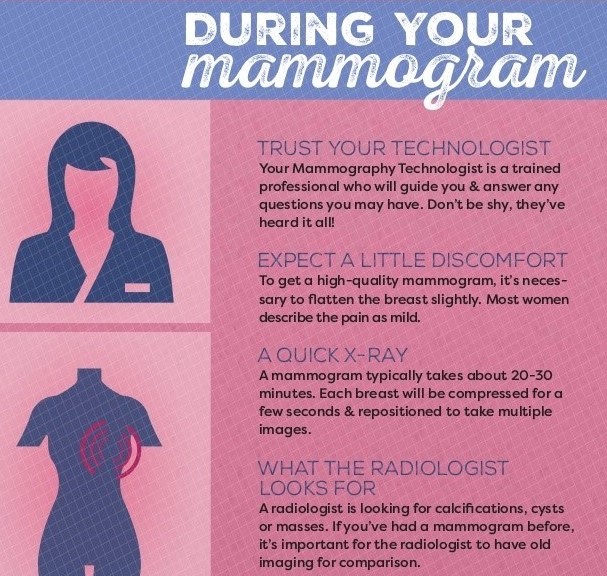 DURING YOUR
mammogram
TRUST YOUR TECHNOLOGIST
Your Mammography Technologist is a trained
professional who will guide you & answer any
questions you may have. Don't be shy, they've
heard it all!
EXPECT A LITTLE DISCOMFORT
To get a high-quality mammogram, it's neces-
sary to flatten the breast slightly. Most women
describe the pain as mild.
A QUICK X-RAY
A mammogram typically takes about 20-30
minutes. Each breast will be compressed for a
few seconds & repositioned to take multiple
images.
WHAT THE RADIOLOGIST
LOOKS FOR
A radiologist is looking for calcifications, cysts
or masses. If you've had a mammogram before,
it's important for the radiologist to have old
imaging for comparison.